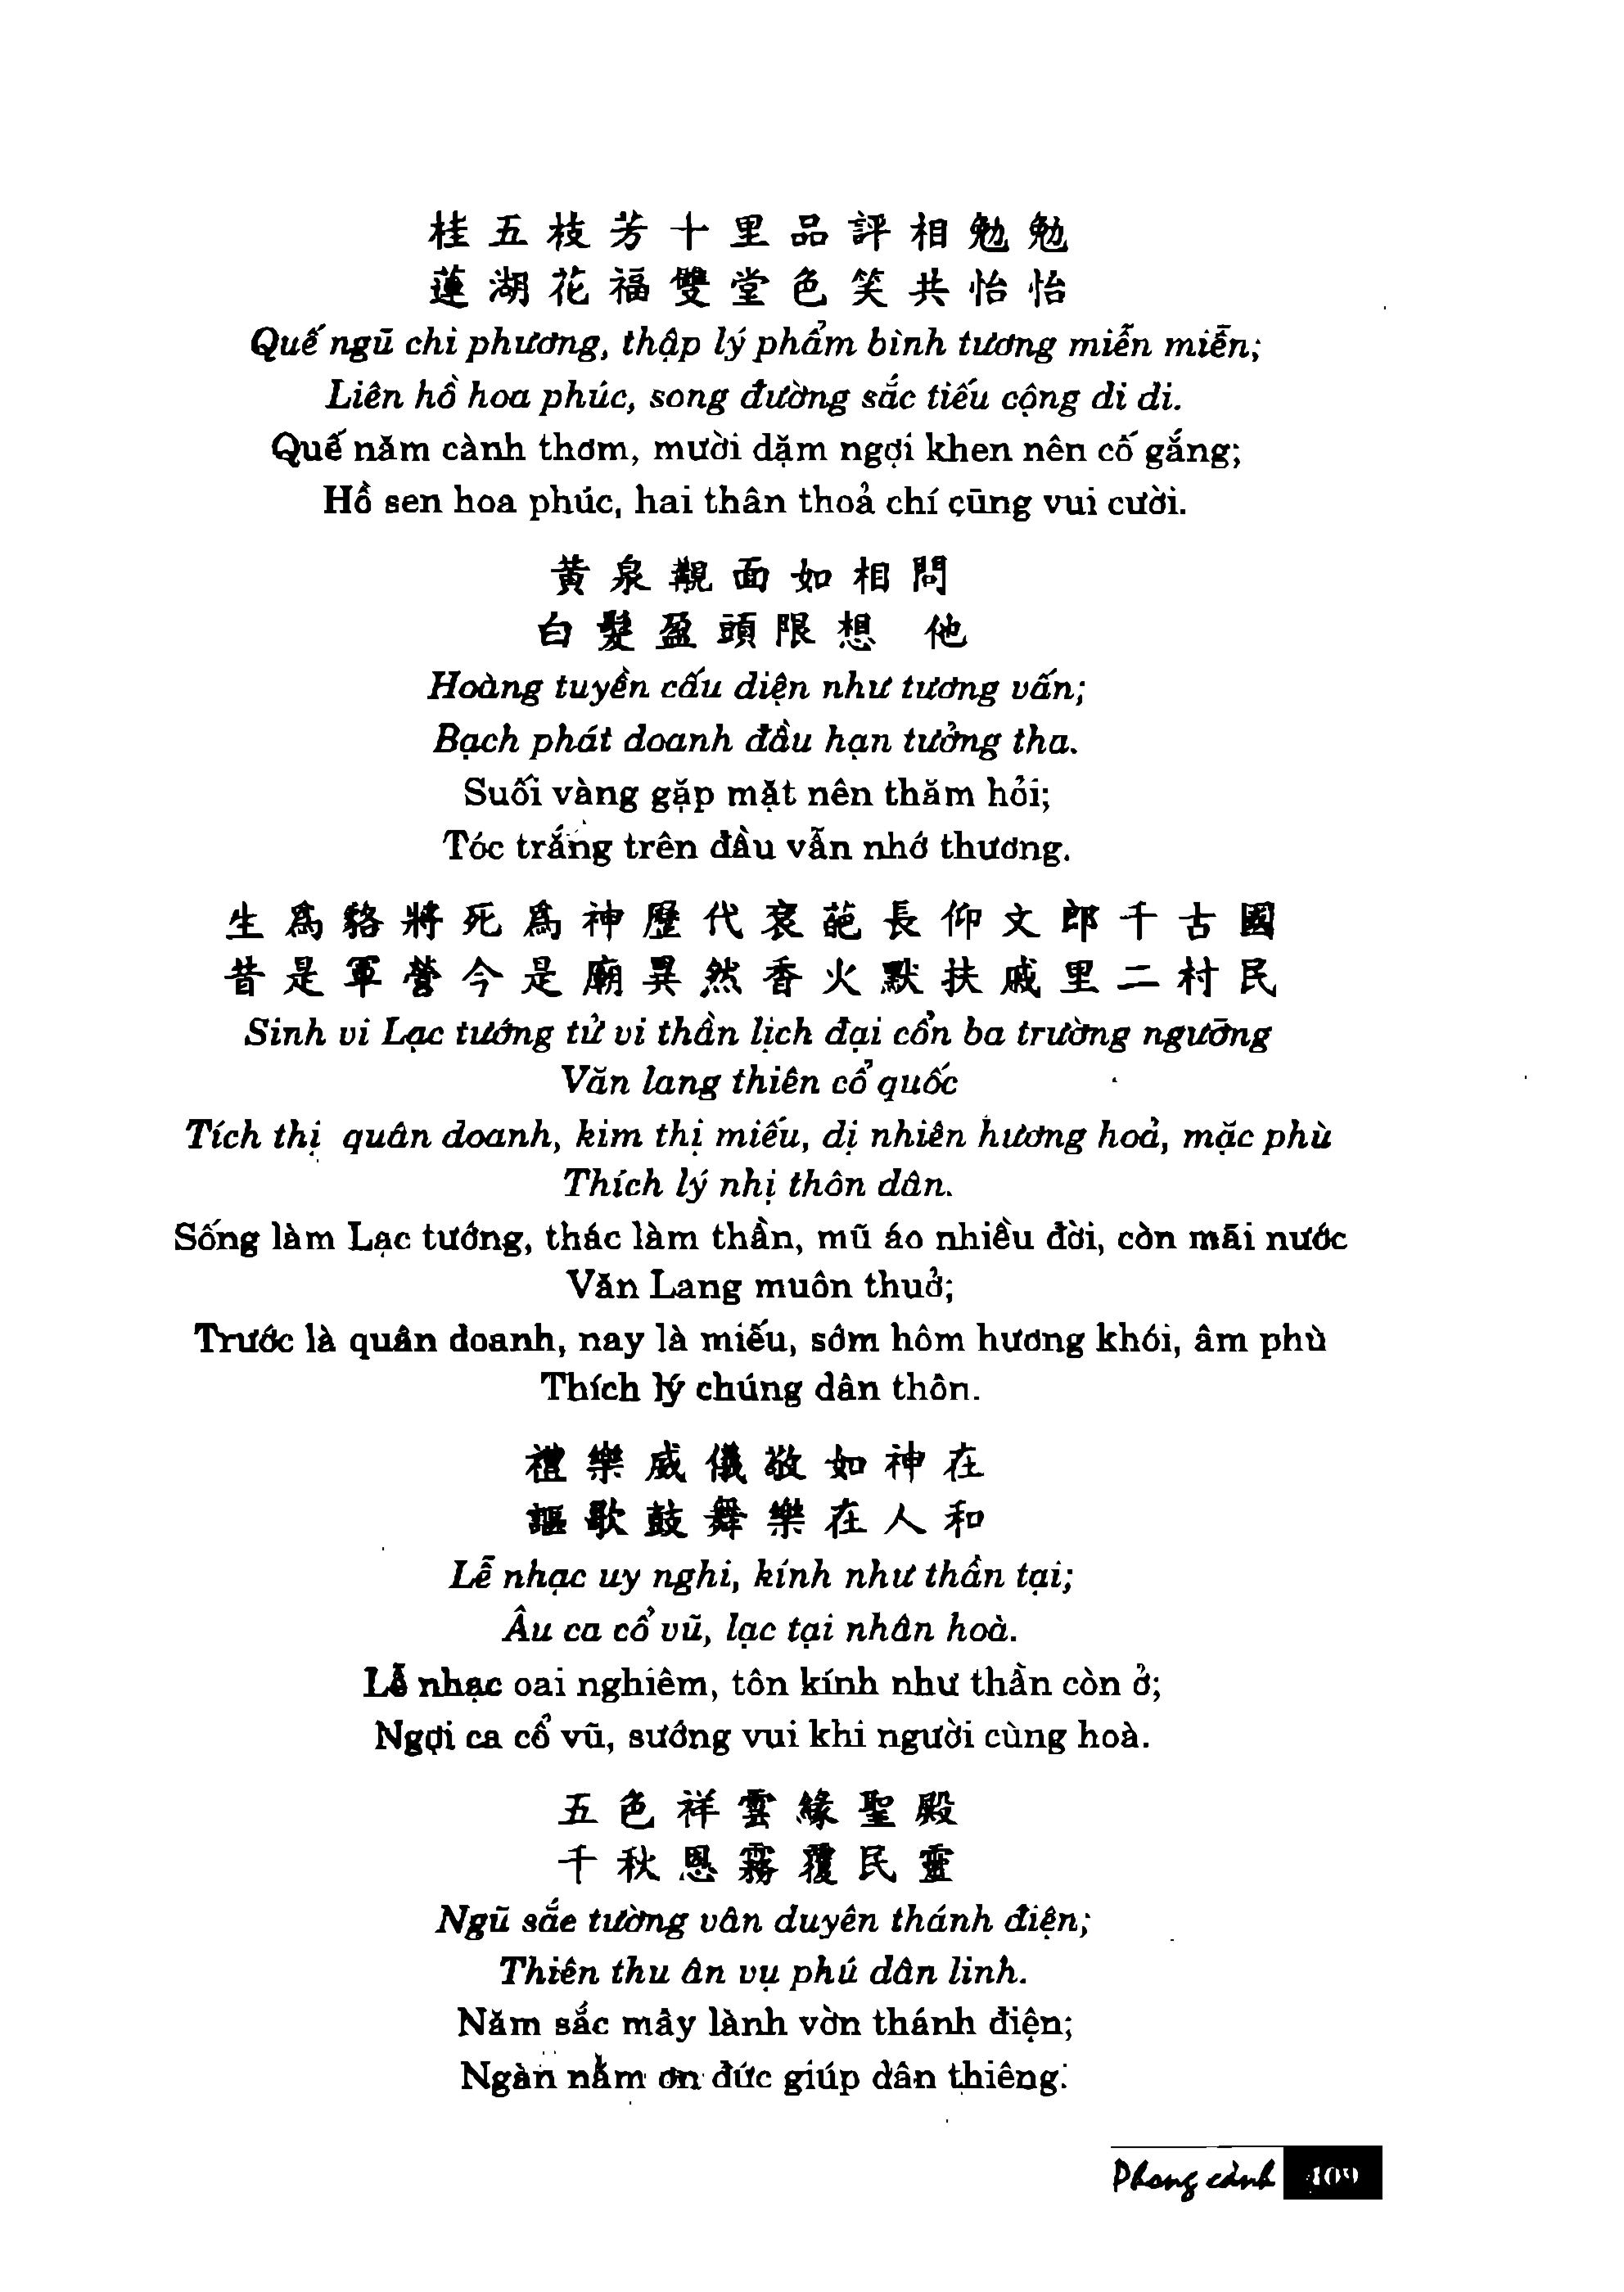 桂五枝芳十里品評相勉勉
蓮湖花福雙堂色笑共怡怡
Quế ngũ chi phương, thập lý phẩm bình tương miễn miễn;
Liên hồ hoa phúc, song đường sắc tiếu cộng di di.
Quế năm cành thơm, mười dặm ngợi khen nên cố gắng;
Hồ sen hoa phúc, hai thân thoả chí cũng vui cười.
黃泉覯面如相問
白髮盈頭限想 他
Hoàng tuyền cấu diện như tương vấn;
Bạch phát doanh đầu hạn tưởng tha.
Suối vàng gặp mặt nên thăm hỏi;
Tóc trắng trên đầu vẫn nhớ thương.
生爲貉將死爲神歷代袞葩長仰文郎千古國
昔是軍營今是廟異然香火默扶戚里二村民
Sinh vi Lạc tướng tử vi thần lịch đại cổn ba trường ngưỡng
Văn lang thiên cổ quốc
Tích thị quân doanh, kim thị miếu, dị nhiên hương hoả, mặc phù
Thích lý nhị thôn dân.
Sống làm Lạc tướng, thác làm thần, mũ áo nhiều đời, còn mãi nước
Văn Lang muôn thuở;
Trước là quân doanh, nay là miếu, sớm hôm hương khói, âm phù
Thích lý chúng dân thôn.
禮樂威儀敬如神在
謳歌鼓舞樂在人和
Lễ nhạc uy nghi, kính như thần tại;
Âu ca cổ vũ, lạc tại nhân hoà.
Lễ nhạc oai nghiêm, tôn kính như thần còn ở;
Ngợi ca cổ vũ, sướng vui khi người cùng hoà.
五色祥雲緣聖殿
千秋恩霧覆民靈
Ngũ sắc tường vân duyên thánh điện;
Thiên thu ân vụ phú dân linh.
Năm sắc mây lành vờn thánh điện;
Ngàn năm ơn đức giúp dân thiêng.
Phong cảnh